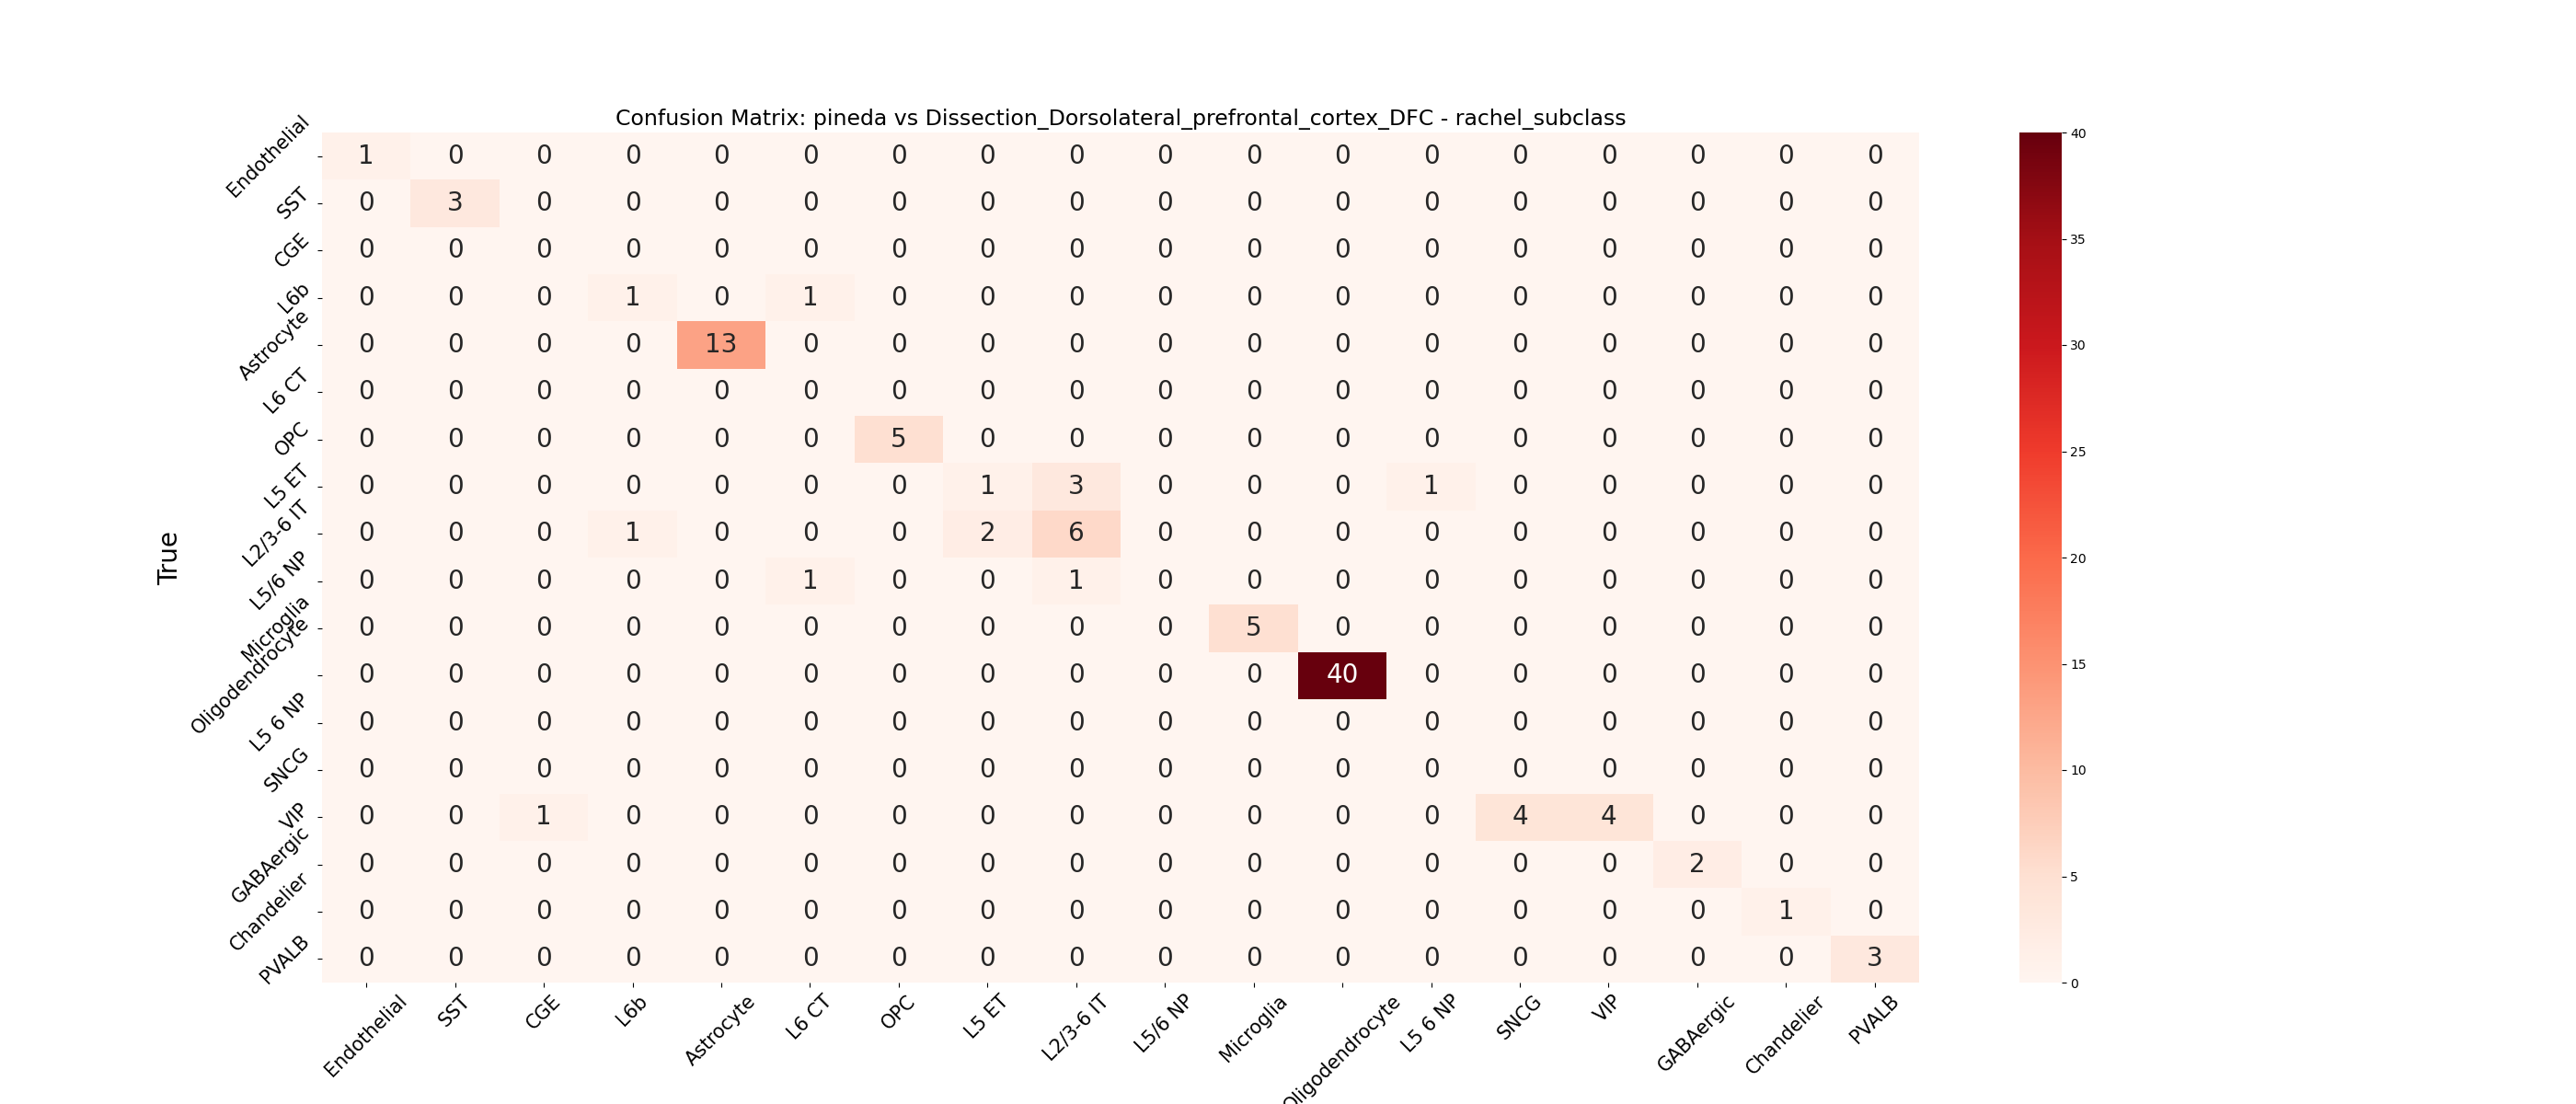 Confusion Matrix: pineda vs Dissection_Dorsolateral_prefrontal_cortex_DFC - rachel_subclass
True
Endothelial 1 0 0 0 0 0 0 0 0 0 0 0 0 0 0 0 0 0
SST 0 3 0 0 0 0 0 0 0 0 0 0 0 0 0 0 0 0
CGE 0 0 0 0 0 0 0 0 0 0 0 0 0 0 0 0 0 0
L6b 0 0 0 1 0 1 0 0 0 0 0 0 0 0 0 0 0 0
Astrocyte 0 0 0 0 13 0 0 0 0 0 0 0 0 0 0 0 0 0
L6 CT 0 0 0 0 0 0 0 0 0 0 0 0 0 0 0 0 0 0
OPC 0 0 0 0 0 0 5 0 0 0 0 0 0 0 0 0 0 0
L5 ET 0 0 0 0 0 0 0 1 3 0 0 0 1 0 0 0 0 0
L2/3-6 IT 0 0 0 1 0 0 0 2 6 0 0 0 0 0 0 0 0 0
L5/6 NP 0 0 0 0 0 1 0 0 1 0 0 0 0 0 0 0 0 0
Microglia 0 0 0 0 0 0 0 0 0 0 5 0 0 0 0 0 0 0
Oligodendrocyte 0 0 0 0 0 0 0 0 0 0 0 40 0 0 0 0 0 0
L5 6 NP 0 0 0 0 0 0 0 0 0 0 0 0 0 0 0 0 0 0
SNCG 0 0 0 0 0 0 0 0 0 0 0 0 0 0 0 0 0 0
VIP 0 0 1 0 0 0 0 0 0 0 0 0 0 4 4 0 0 0
GABAergic 0 0 0 0 0 0 0 0 0 0 0 0 0 0 0 2 0 0
Chandelier 0 0 0 0 0 0 0 0 0 0 0 0 0 0 0 0 1 0
PVALB 0 0 0 0 0 0 0 0 0 0 0 0 0 0 0 0 0 3
Endothelial SST CGE L6b Astrocyte L6 CT OPC L5 ET L2/3-6 IT L5/6 NP Microglia Oligodendrocyte L5 6 NP SNCG VIP GABAergic Chandelier PVALB
40
35
30
25
20
15
10
5
0